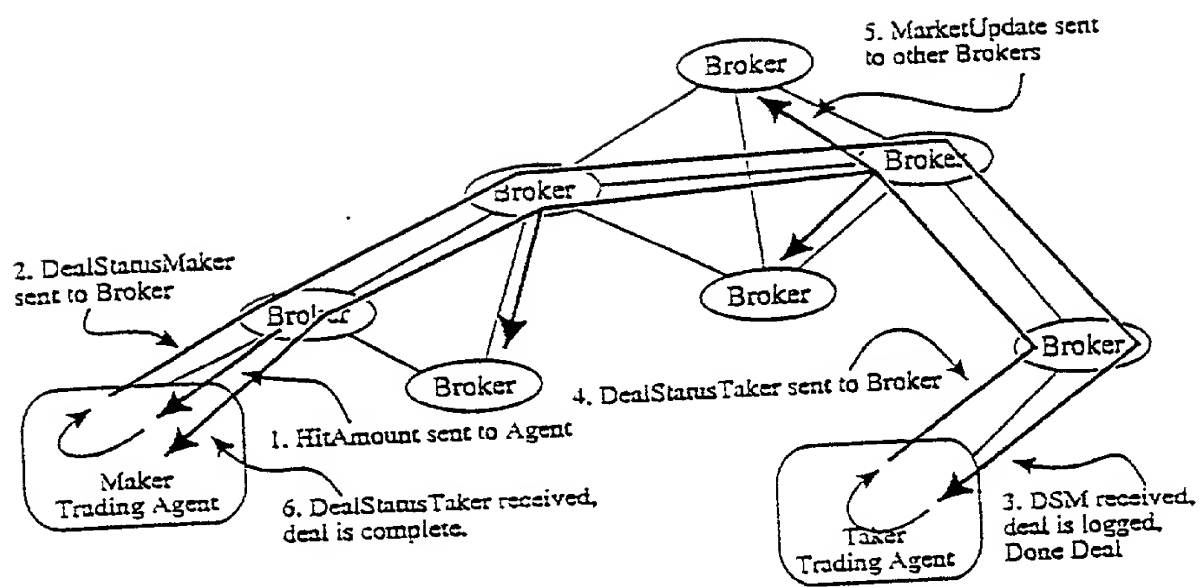 5. MarketUpdate sent
to other Brokers
Broker
Broker
Broker
2. DealStatusMaker
sent to Broker
Broker
Broker
Broker
Broker
4. DealStatusTaker sent to Broker
1. HitAmount sent to Agent
Maker
Trading Agent
6. DealStatusTaker received,
deal is complete.
3. DSM received,
deal is logged,
Done Deal
Taker
Trading Agent